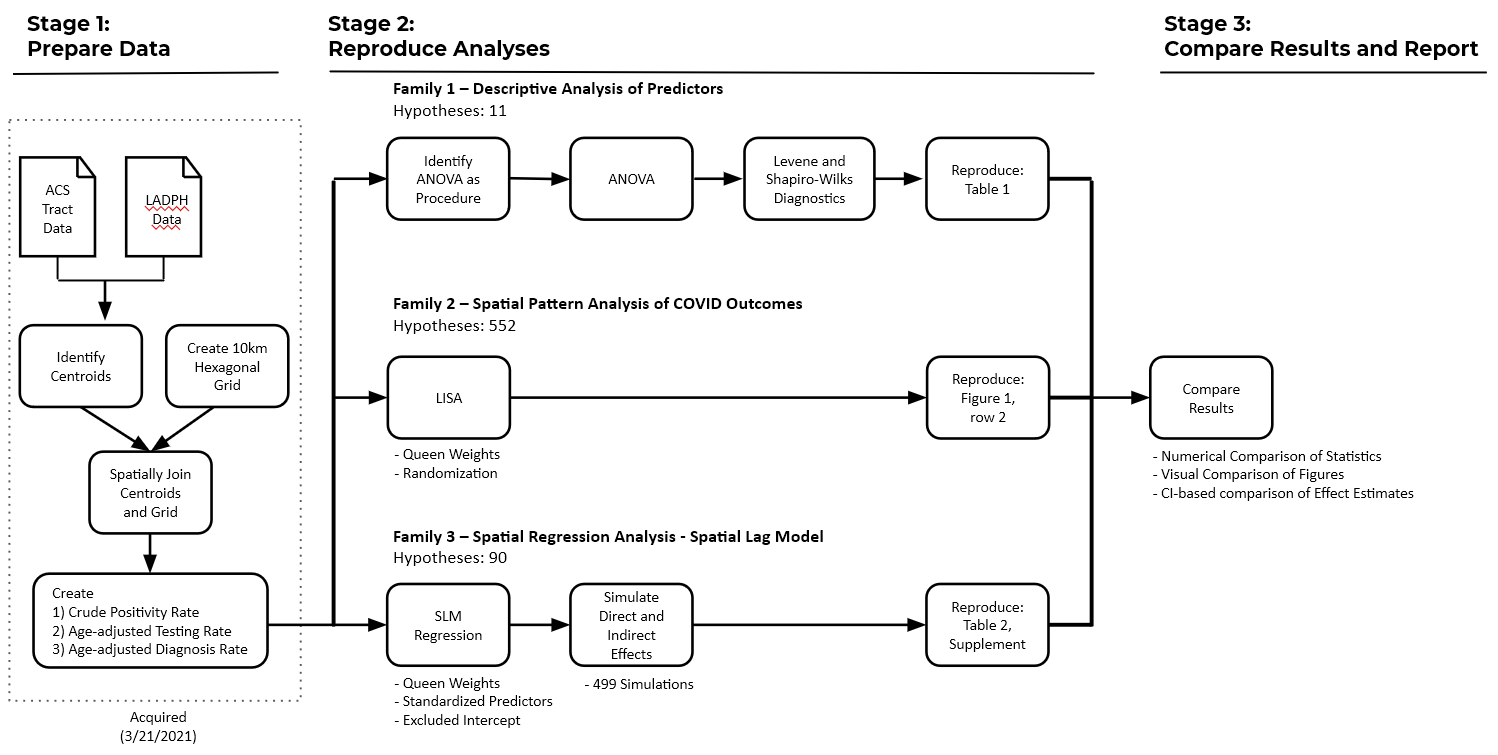 Stage 1:
Prepare Data
Stage 2:
Reproduce Analyses
Stage 3:
Compare Results and Report
ACS
Tract
Data
LADPH
Data
Identify
Centroids
Create 10km
Hexagonal
Grid
Spatially Join
Centroids
and Grid
Create
1) Crude Positivity Rate
2) Age-adjusted Testing Rate
3) Age-adjusted Diagnosis Rate
Acquired
(3/21/2021)
Family 1 – Descriptive Analysis of Predictors
Hypotheses: 11
Identify
ANOVA as
Procedure
ANOVA
Levene and
Shapiro-Wilks
Diagnostics
Reproduce:
Table 1
Family 2 – Spatial Pattern Analysis of COVID Outcomes
Hypotheses: 552
LISA
- Queen Weights
- Randomization
Reproduce:
Figure 1,
row 2
Family 3 – Spatial Regression Analysis - Spatial Lag Model
Hypotheses: 90
SLM
Regression
- Queen Weights
- Standardized Predictors
- Excluded Intercept
Simulate
Direct and
Indirect
Effects
- 499 Simulations
Reproduce:
Table 2,
Supplement
Compare
Results
- Numerical Comparison of Statistics
- Visual Comparison of Figures
- CI-based comparison of Effect Estimates